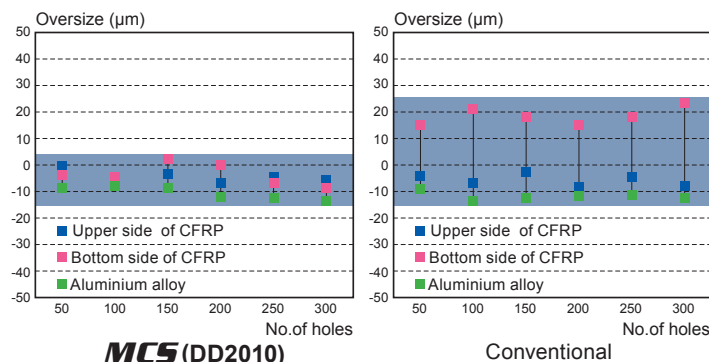 Oversize (µm)
50
40
30
20
10
0
-10
-20
-30
-40
-50
Upper side of CFRP
Bottom side of CFRP
Aluminium alloy
50 100 150 200 250 300
No.of holes
MCS (DD2010)
Oversize (µm)
50
40
30
20
10
0
-10
-20
-30
-40
-50
Upper side of CFRP
Bottom side of CFRP
Aluminium alloy
50 100 150 200 250 300
No.of holes
Conventional